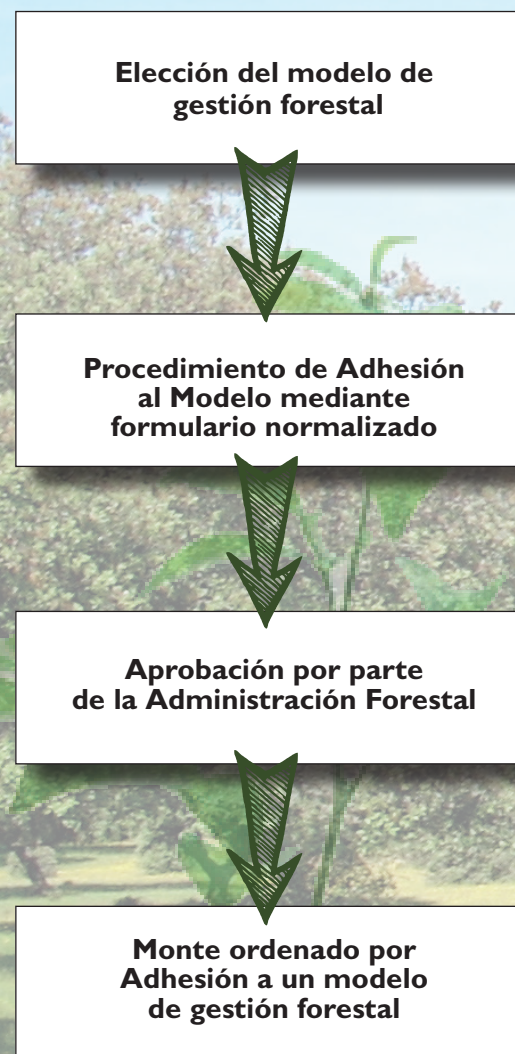 Elección del modelo de
gestión forestal
Procedimiento de Adhesión
al Modelo mediante
formulario normalizado
Aprobación por parte
de la Administración Forestal
Monte ordenado por
Adhesión a un modelo
de gestión forestal